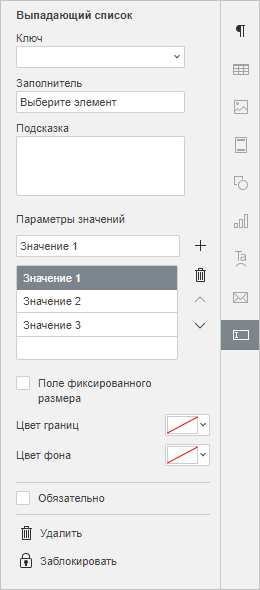 Выпадающий список
Ключ
Заполнитель
Выберите элемент
Подсказка
Параметры значений
Значение 1
Значение 1
Значение 2
Значение 3
Поле фиксированного
размера
Цвет границ
Цвет фона
Обязательно
Удалить
Заблокировать
¶
Ta